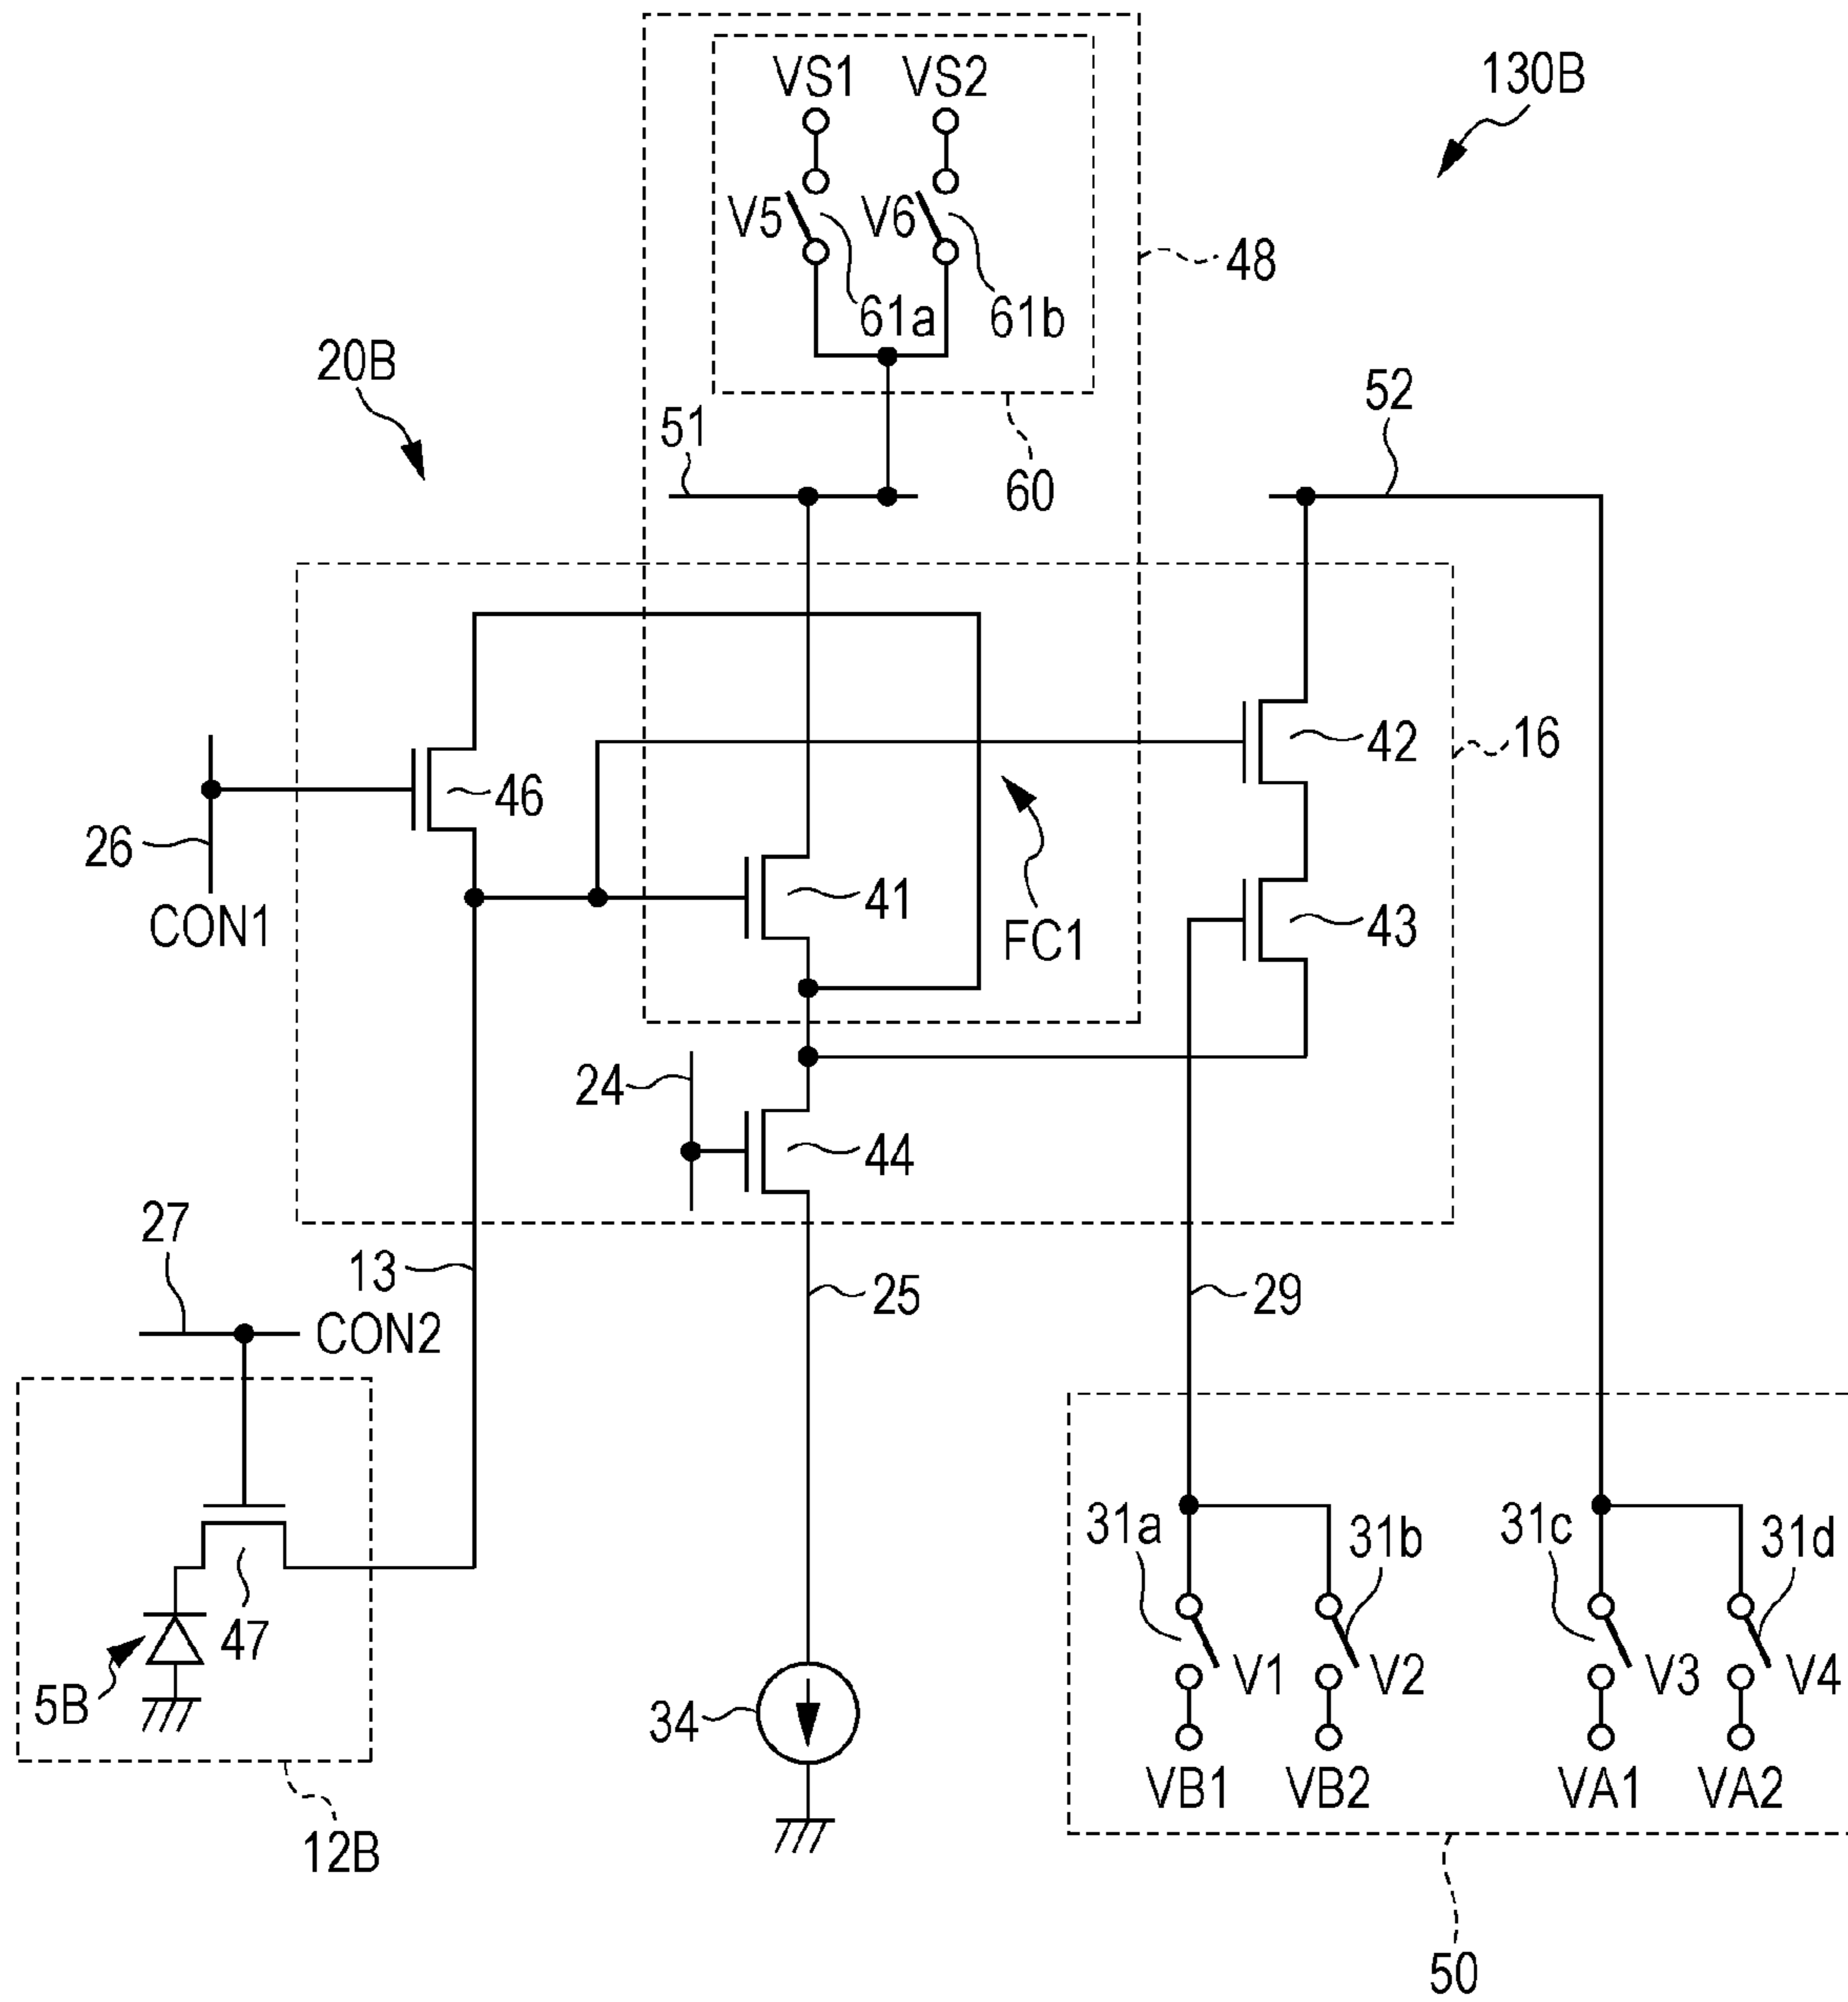 VS1 VS2
130B
V5 V6
48
61a 61b
20B
51
52
60
42
16
46
26
41
CON1
FC1
43
24
44
27
13
25
29
CON2
31a
31b
31c
31d
47
5B
V1
V2
V3
V4
34
VB1
VB2
VA1
VA2
12B
50